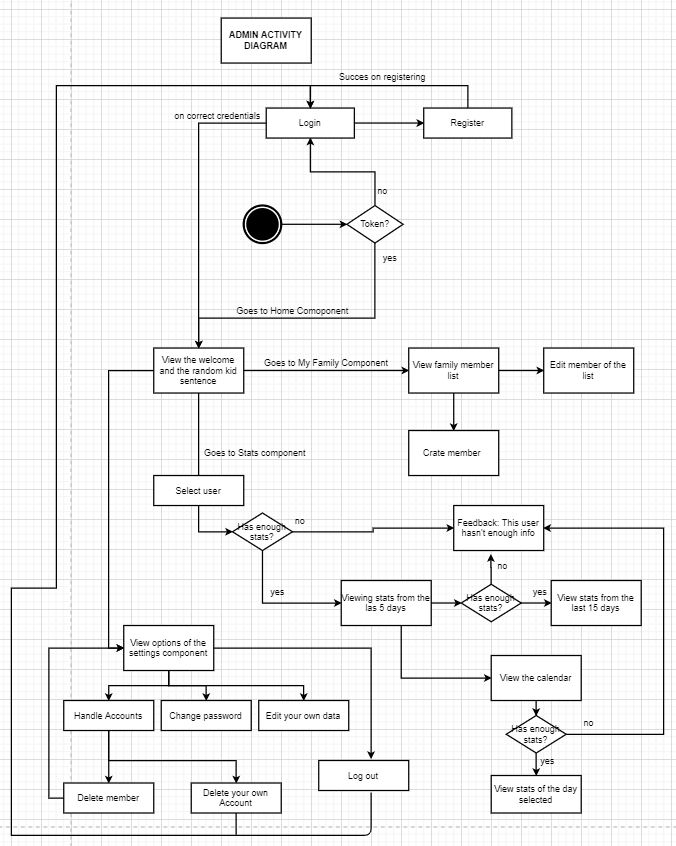 ADMIN ACTIVITY
DIAGRAM
Succes on registering
on correct credentials
Login
Register
no
Token?
yes
Goes to Home Comoponent
View the welcome
and the random kid
sentence
Goes to My Family Component
View family member
list
Edit member of the
list
Crate member
Goes to Stats component
Select user
Has enough
stats?
no
Feedback: This user
hasn't enough info
no
yes
Viewing stats from the
las 5 days
Has enough
stats?
yes
View stats from the
last 15 days
View options of the
settings component
View the calendar
Handle Accounts
Change password
Edit your own data
Has enough
stats?
no
yes
Log out
Delete member
Delete your own
Account
View stats of the day
selected